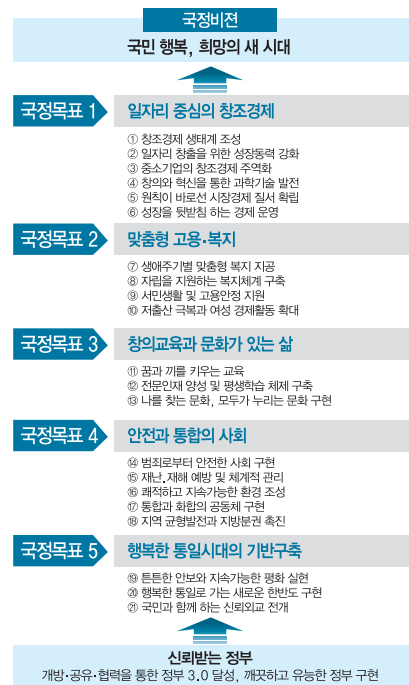 국정비젼
국민 행복, 희망의 새 시대
국정목표 1 일자리 중심의 창조경제
① 창조경제 생태계 조성
② 일자리 창출을 위한 성장동력 강화
③ 중소기업의 창조경제 주역화
④ 창의와 혁신을 통한 과학기술 발전
⑤ 원칙이 바로선 시장경제 질서 확립
⑥ 성장을 뒷받침 하는 경제 운영
국정목표 2 맞춤형 고용·복지
⑦ 생애주기별 맞춤형 복지 지공
⑧ 자립을 지원하는 복지체계 구축
⑨ 서민생활 및 고용안정 지원
⑩ 저출산 극복과 여성 경제활동 확대
국정목표 3 창의교육과 문화가 있는 삶
⑪ 꿈과 끼를 키우는 교육
⑫ 전문인재 양성 및 평생학습 체제 구축
⑬ 나를 찾는 문화, 모두가 누리는 문화 구현
국정목표 4 안전과 통합의 사회
⑭ 범죄로부터 안전한 사회 구현
⑮ 재난.재해 예방 및 체계적 관리
⑯ 쾌적하고 지속가능한 환경 조성
⑰ 통합과 화합의 공동체 구현
⑱ 지역 균형발전과 지방분권 촉진
국정목표 5 행복한 통일시대의 기반구축
⑲ 튼튼한 안보와 지속가능한 평화 실현
⑳ 행복한 통일로 가는 새로운 한반도 구현
㉑ 국민과 함께 하는 신뢰외교 전개
신뢰받는 정부
개방·공유·협력을 통한 정부 3.0 달성, 깨끗하고 유능한 정부 구현